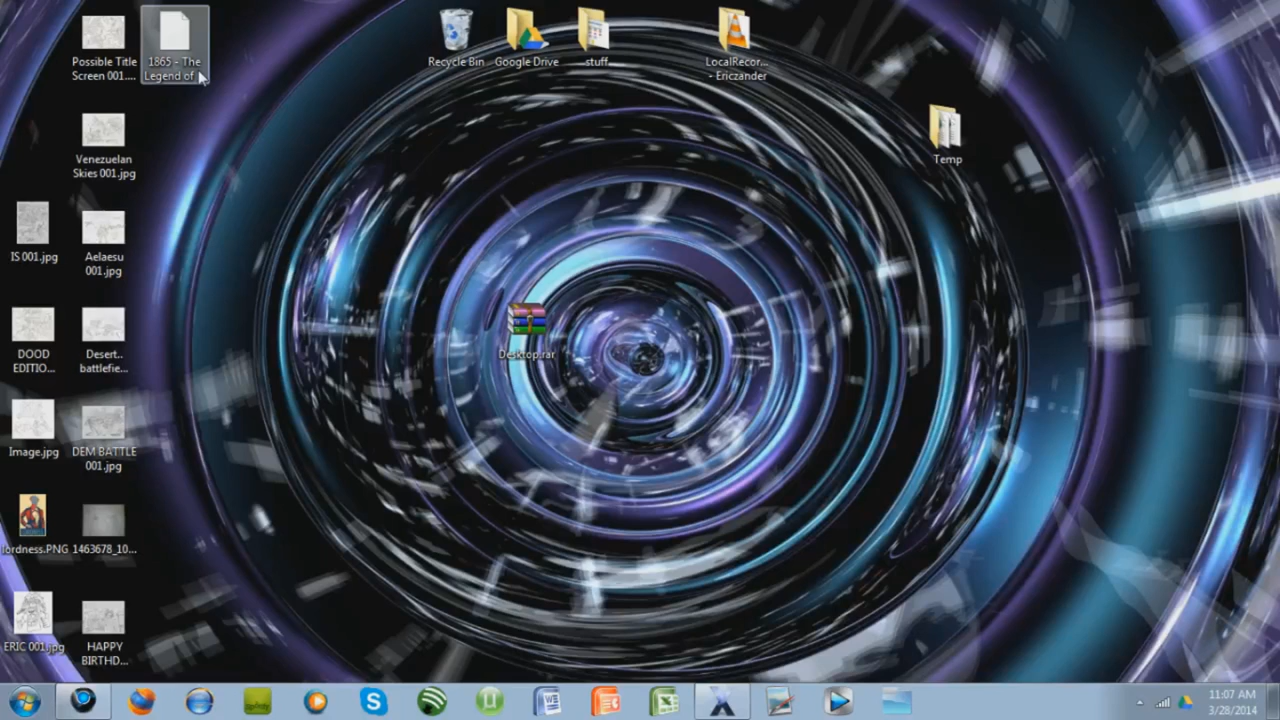 Possible Title
Screen 001....
1865 - The
Legend of
Recycle Bin
Google Drive
stuff
LocalRecor...
- Ericzander
Venezuelan
Skies 001.jpg
Temp
IS 001.jpg
Aelaesu
001.jpg
DOOD
EDITIO...
Desert..
battlefie...
Desktop.rar
Image.jpg
DEM BATTLE
001.jpg
lordness.PNG
1463678_10...
ERIC 001.jpg
HAPPY
BIRTHD...
11:07 AM
3/28/2014